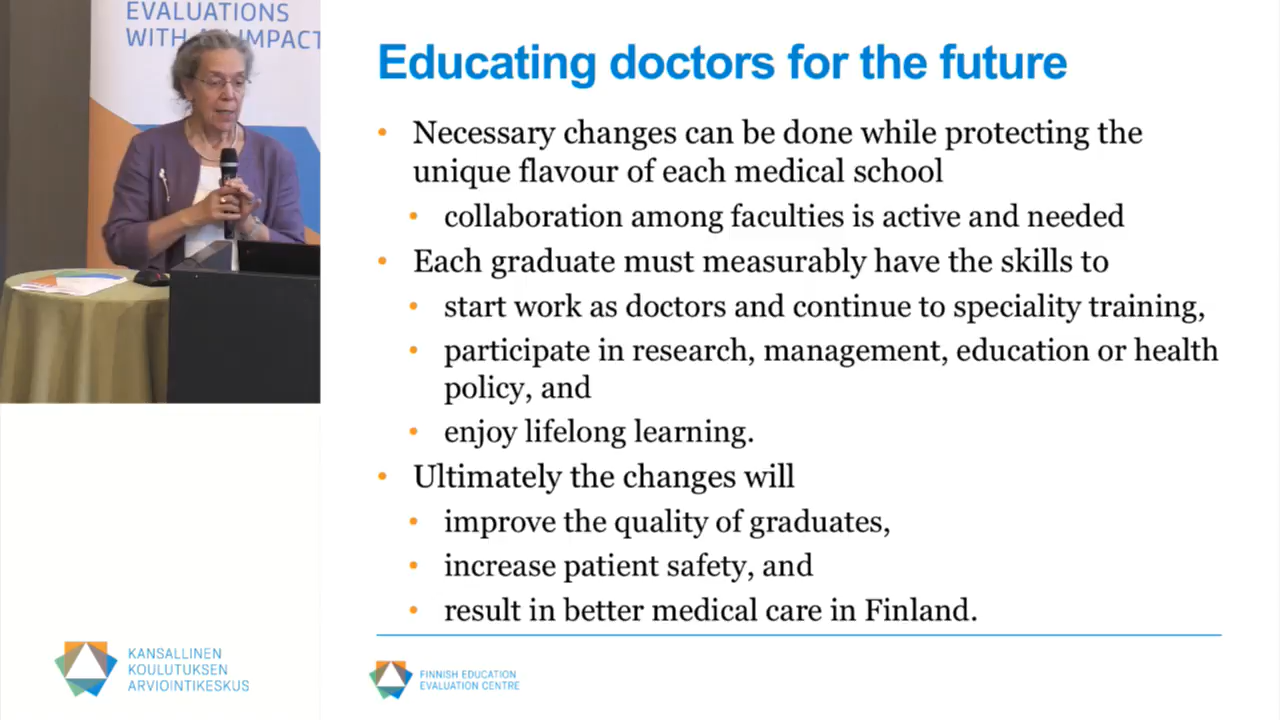 EVALUATIONS
WITH IMPACT
Educating doctors for the future
• Necessary changes can be done while protecting the
unique flavour of each medical school
• collaboration among faculties is active and needed
• Each graduate must measurably have the skills to
• start work as doctors and continue to speciality training,
• participate in research, management, education or health
policy, and
• enjoy lifelong learning.
• Ultimately the changes will
• improve the quality of graduates,
• increase patient safety, and
• result in better medical care in Finland.
KANSALLINEN
KOULUTUKSEN
ARVIOINTIKESKUS
FINNISH EDUCATION
EVALUATION CENTRE